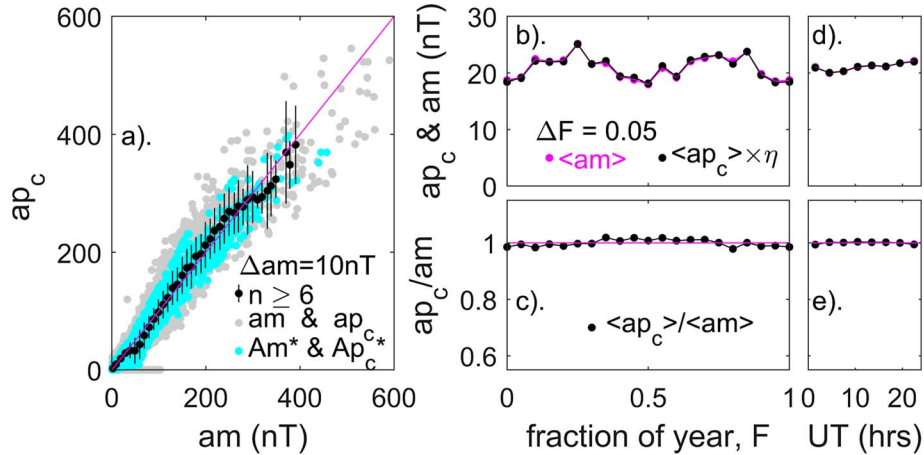 600
400
200
0
ap_c
a).
Δam=10nT
n ≥ 6
am & ap_c
Am* & Ap_c*
0 200 400 600
am (nT)
40
30
20
10
0
ap_c & am (nT)
b).
ΔF = 0.05
<am> <ap_c>×η
d).
1
0.8
0.6
ap_c/am
c).
<ap_c>/<am>
e).
0 0.5 1
fraction of year, F
0 10 20
UT (hrs)